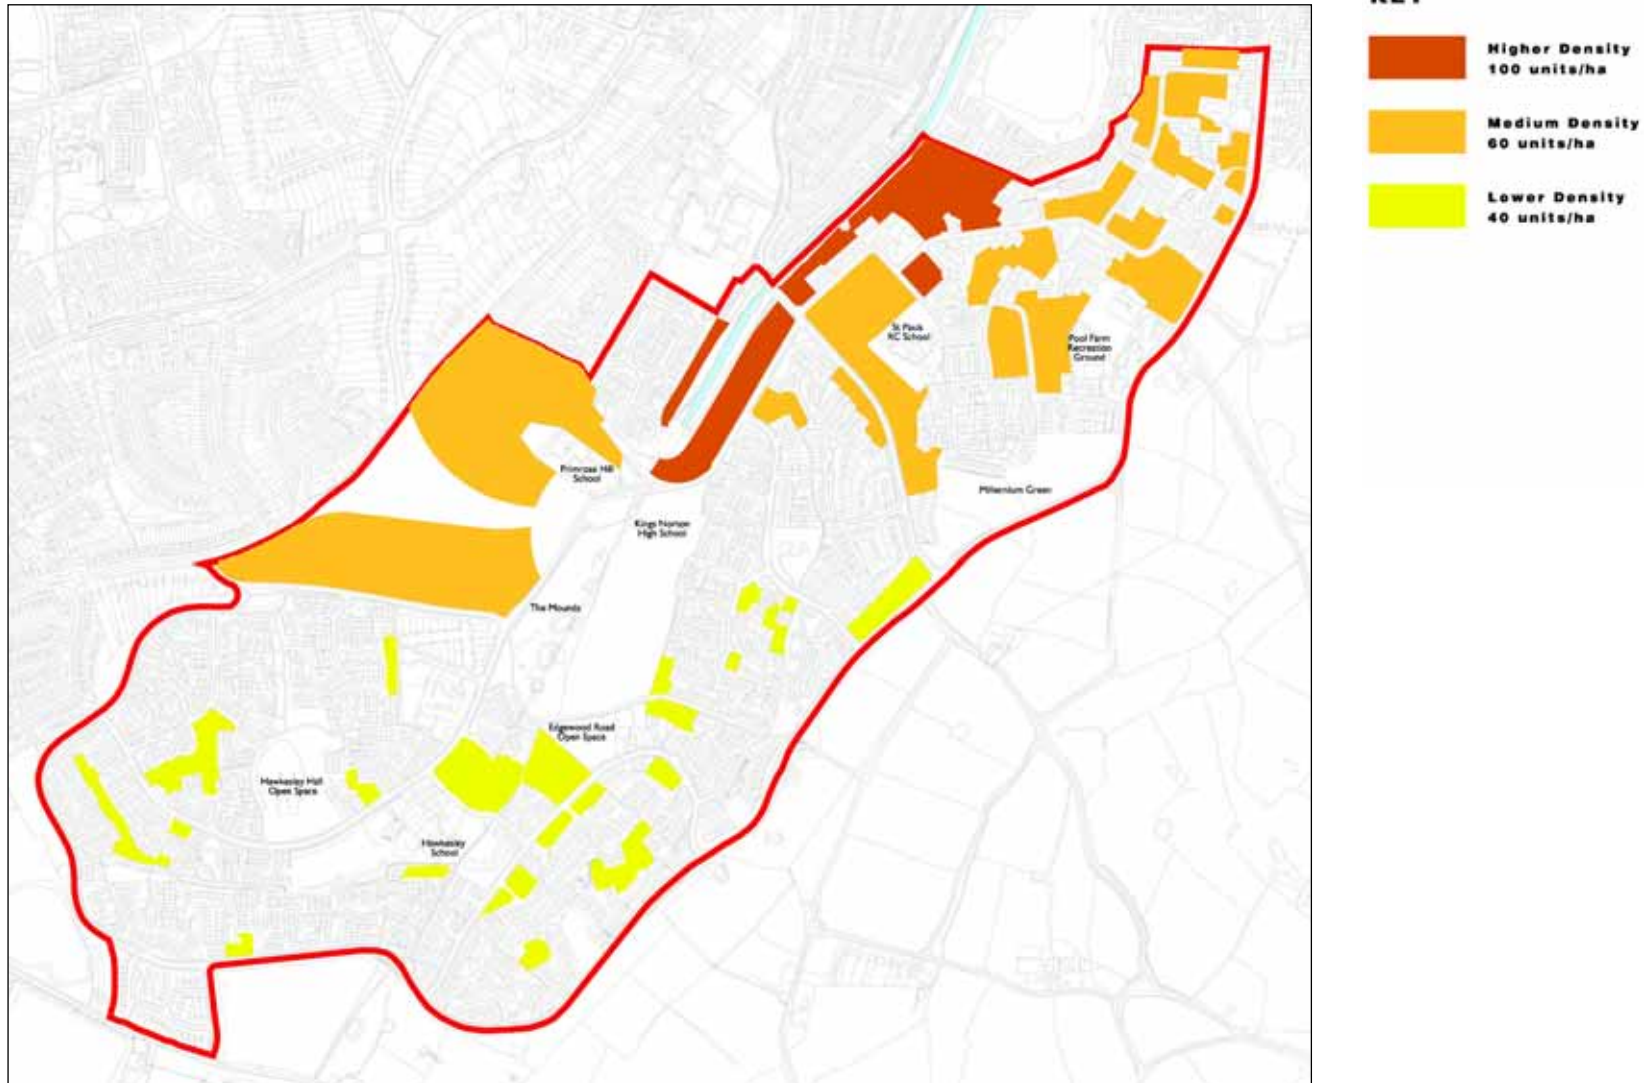 KEY
Higher Density
100 units/ha
Medium Density
60 units/ha
Lower Density
40 units/ha
St Pauls
RC School
Pool Farm
Recreation
Ground
Primrose Hill
School
Millennium Green
Kings Norton
High School
The Mounds
Edgewood Road
Open Space
Hawkesley Hall
Open Space
Hawkesley
School